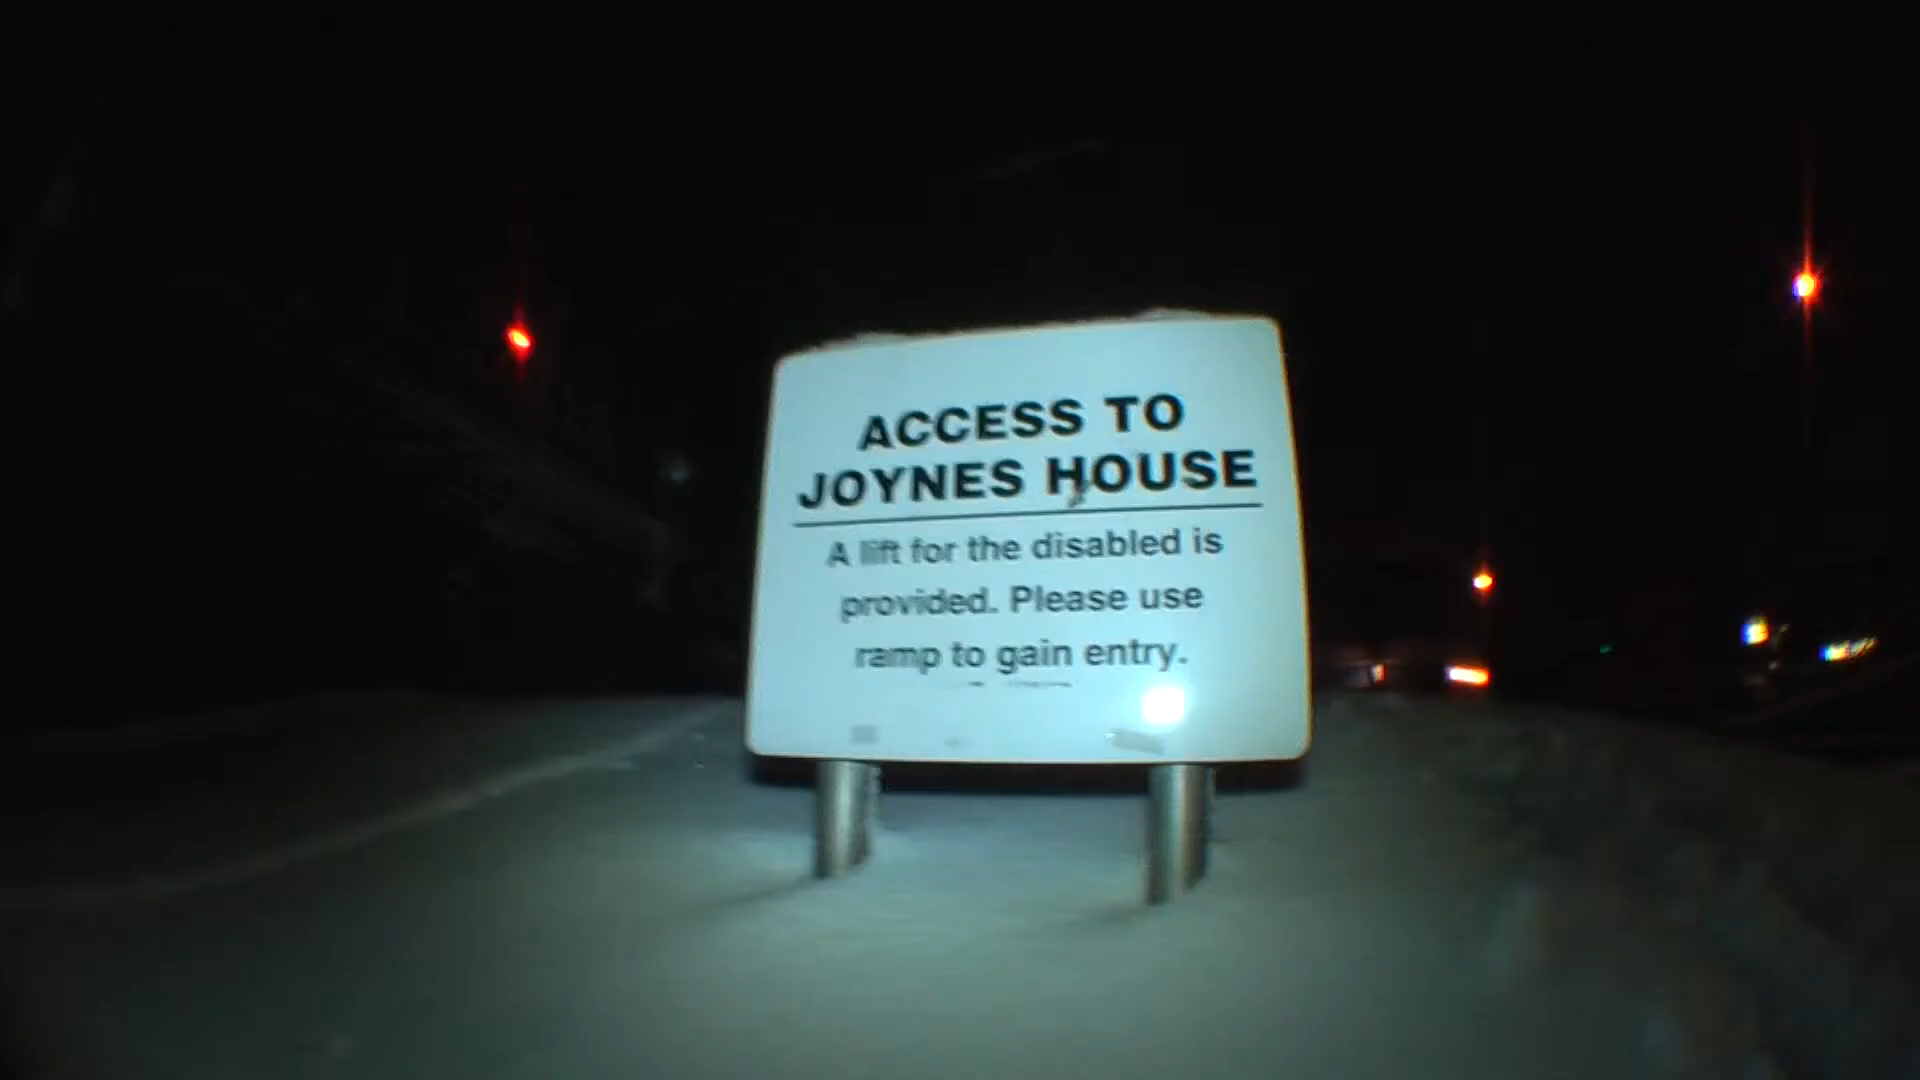 ACCESS TO
JOYNES HOUSE
A lift for the disabled is
provided. Please use
ramp to gain entry.